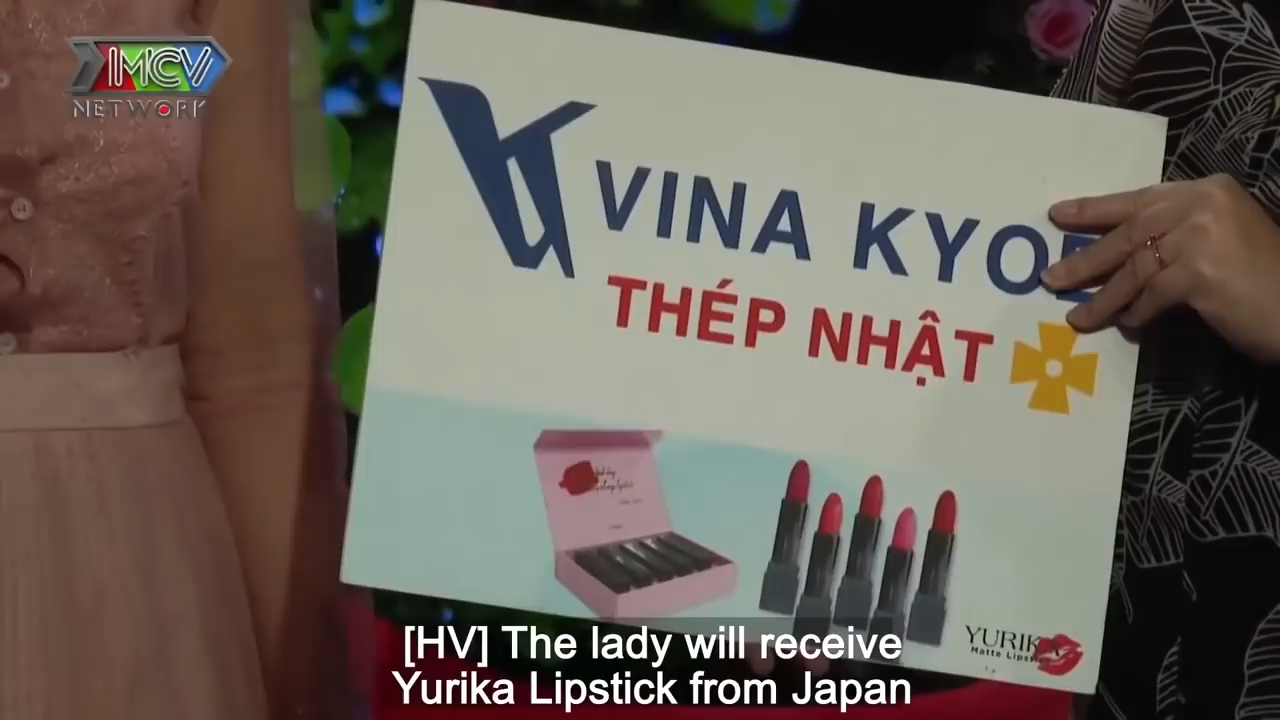 MCV
NETWORK
VINA KYOE
THÉP NHẬT
YURIKA
Matte Lipstick
[HV] The lady will receive
Yurika Lipstick from Japan